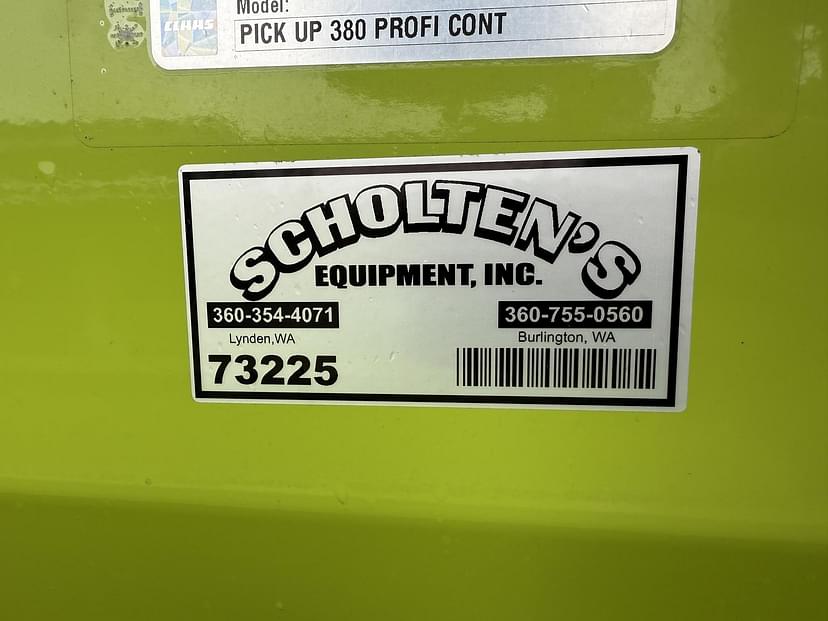 CLAAS
Model:
PICK UP 380 PROFI CONT
SCHOLTEN'S
EQUIPMENT, INC.
360-354-4071 360-755-0560
Lynden,WA Burlington, WA
73225